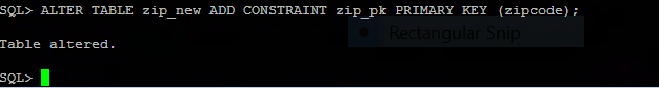 SQL> ALTER TABLE zip_new ADD CONSTRAINT zip_pk PRIMARY KEY (zipcode);
Rectangular Snip
Table altered.
SQL>